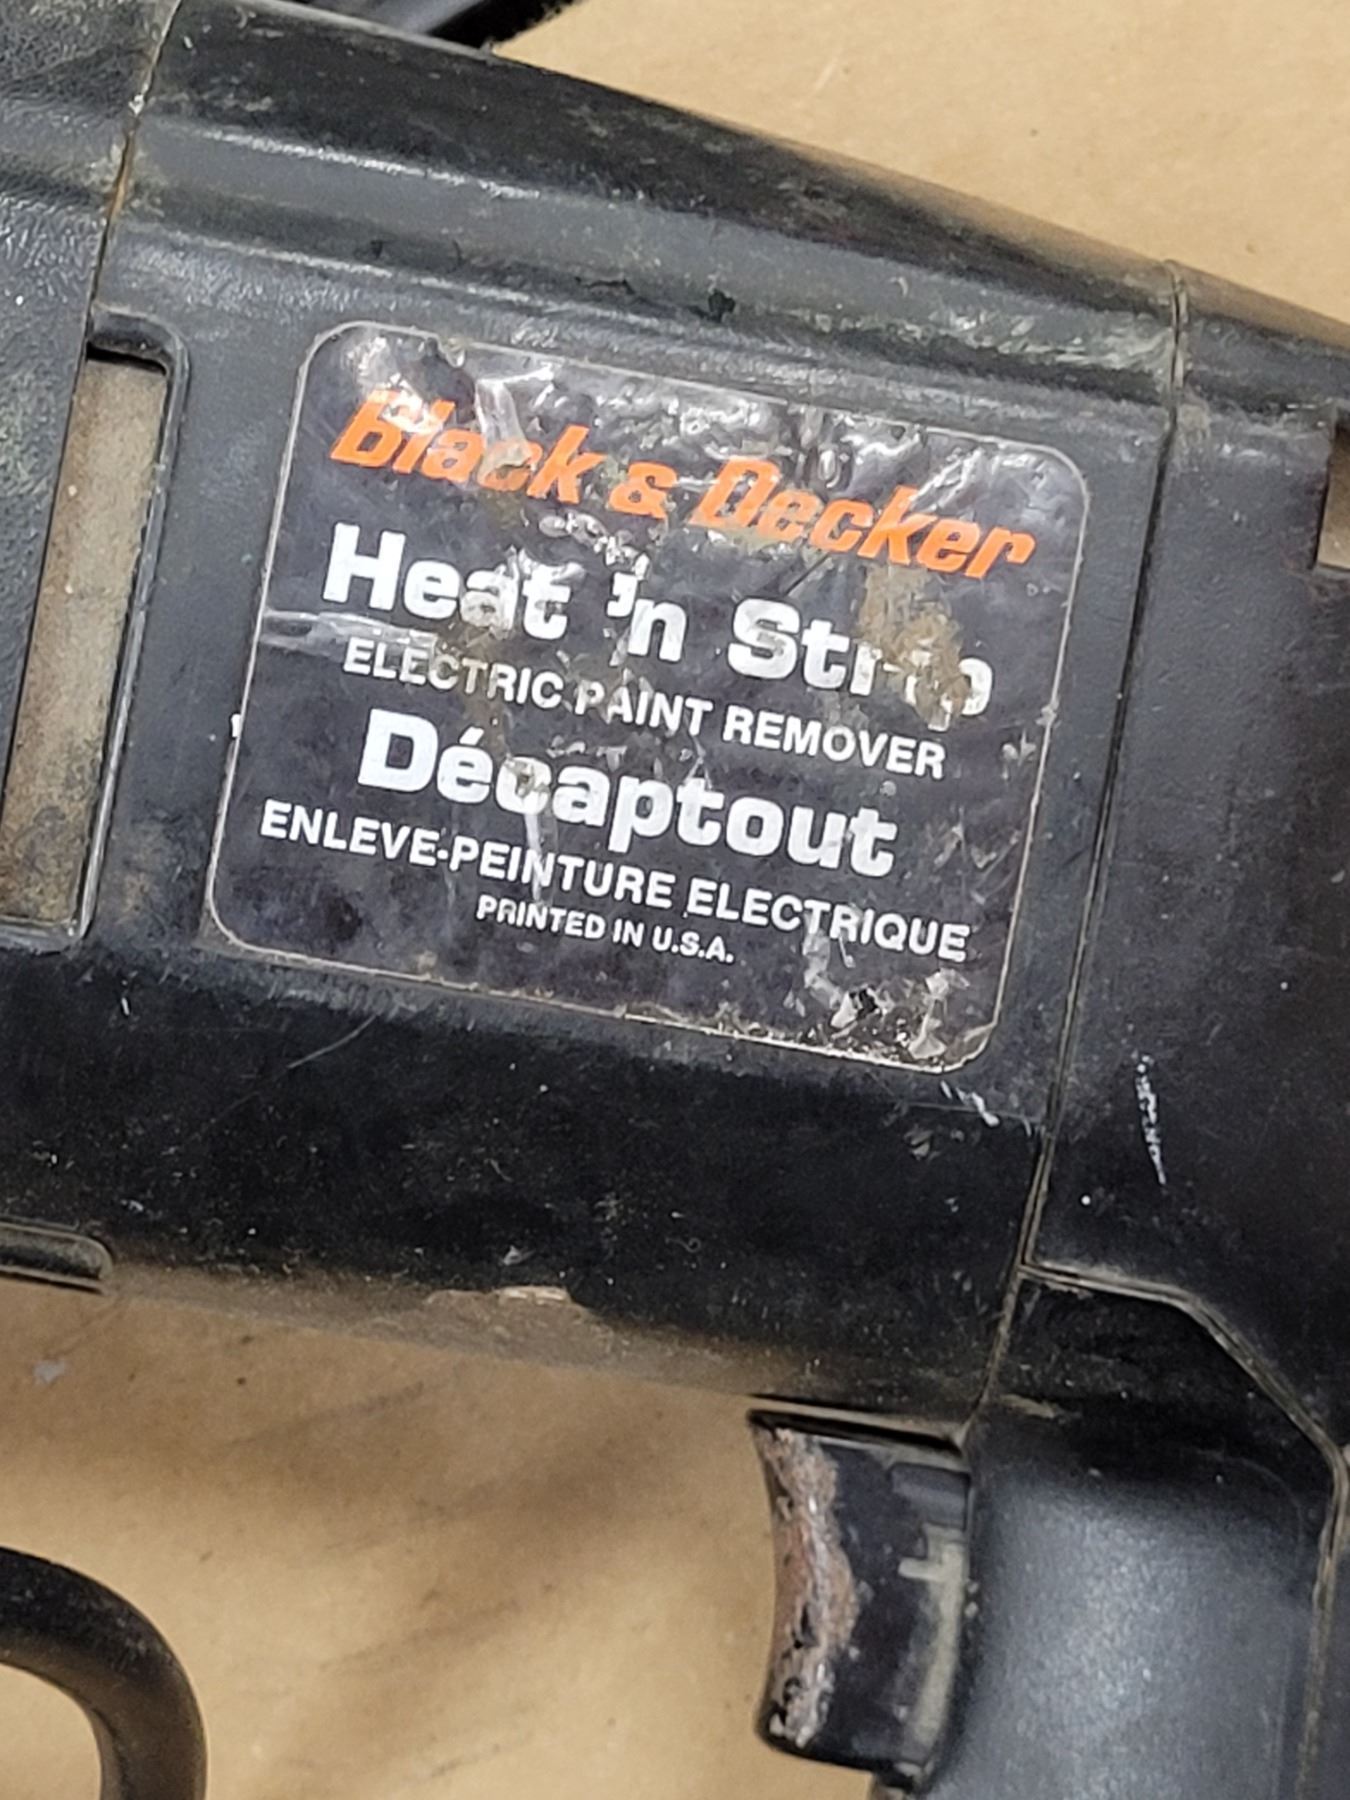 Black & Decker
Heat 'n Strip
ELECTRIC PAINT REMOVER
Décaptout
ENLEVE-PEINTURE ELECTRIQUE
PRINTED IN U.S.A.